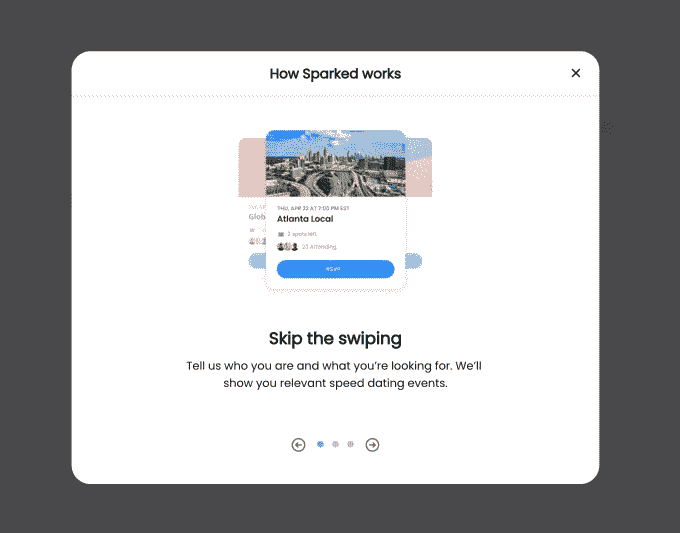 How Sparked works
THU, APR 22 AT 7:00 PM EST
Atlanta Local
2 spots left
23 Attending
RSVP
Glob
Skip the swiping
Tell us who you are and what you're looking for. We'll
show you relevant speed dating events.